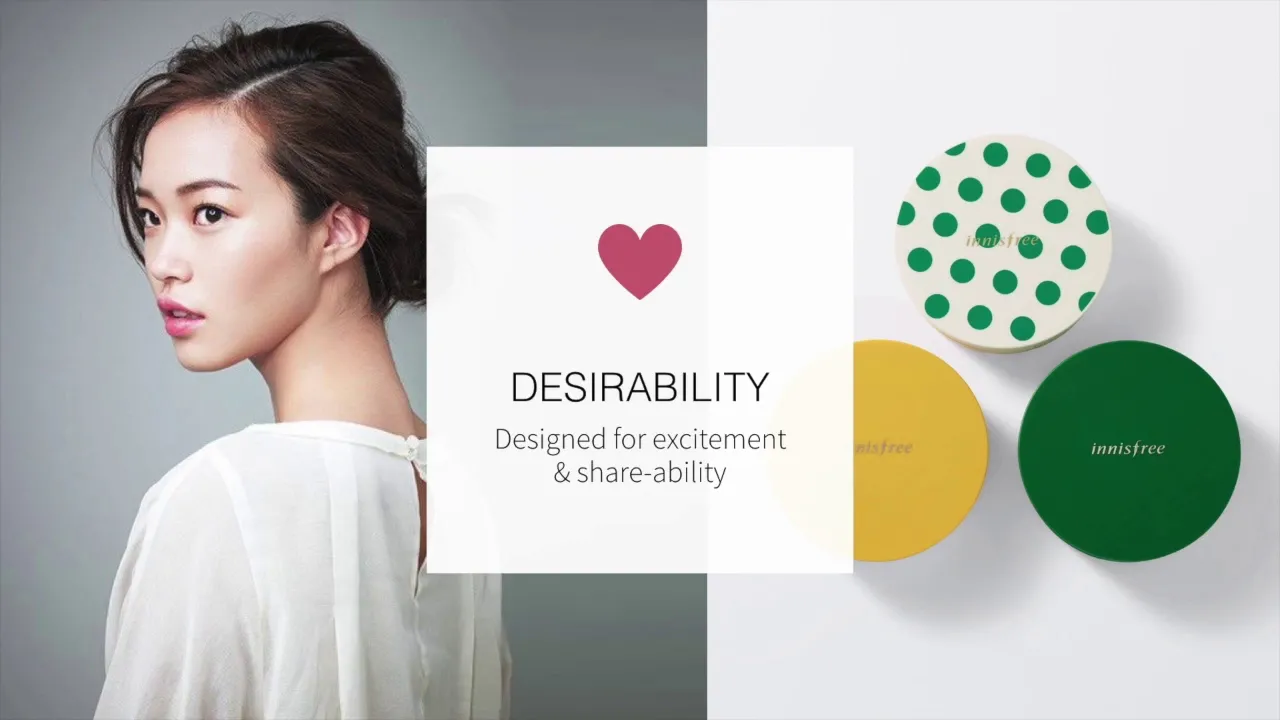 DESIRABILITY
Designed for excitement
& share-ability
innisfree
innisfree
innisfree